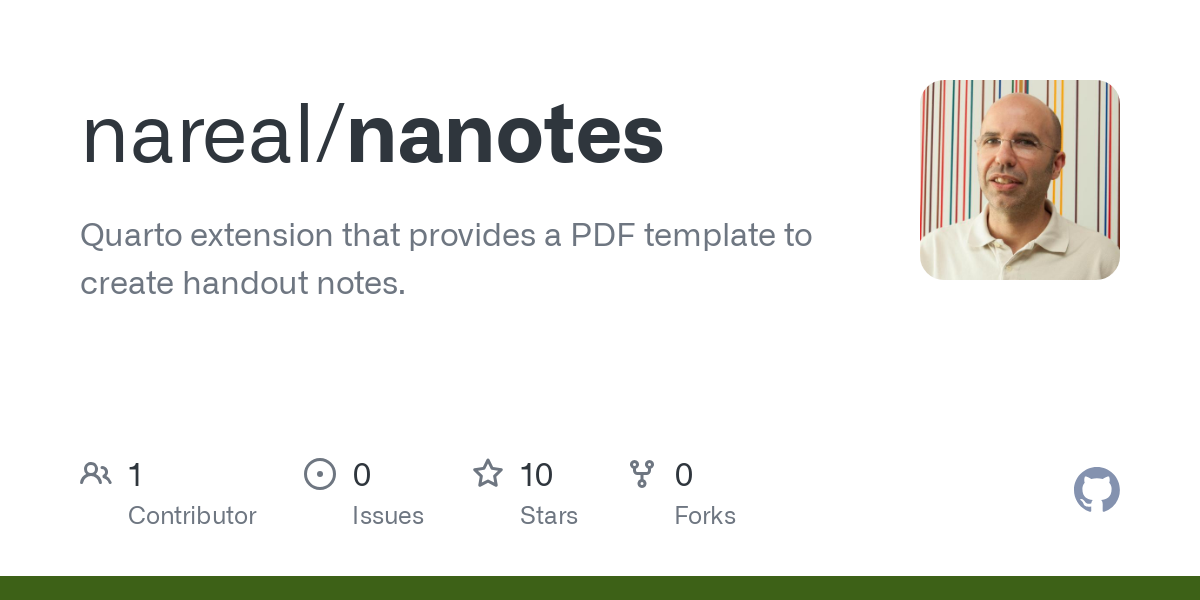 nareal/nanotes
Quarto extension that provides a PDF template to
create handout notes.
1 0 10 0
Contributor Issues Stars Forks